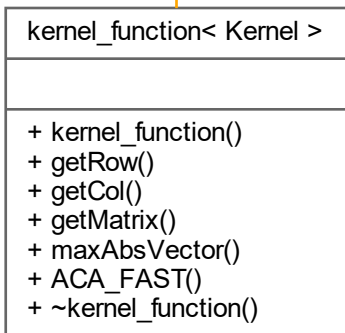 kernel_function< Kernel >
+ kernel_function()
+ getRow()
+ getCol()
+ getMatrix()
+ maxAbsVector()
+ ACA_FAST()
+ ~kernel_function()